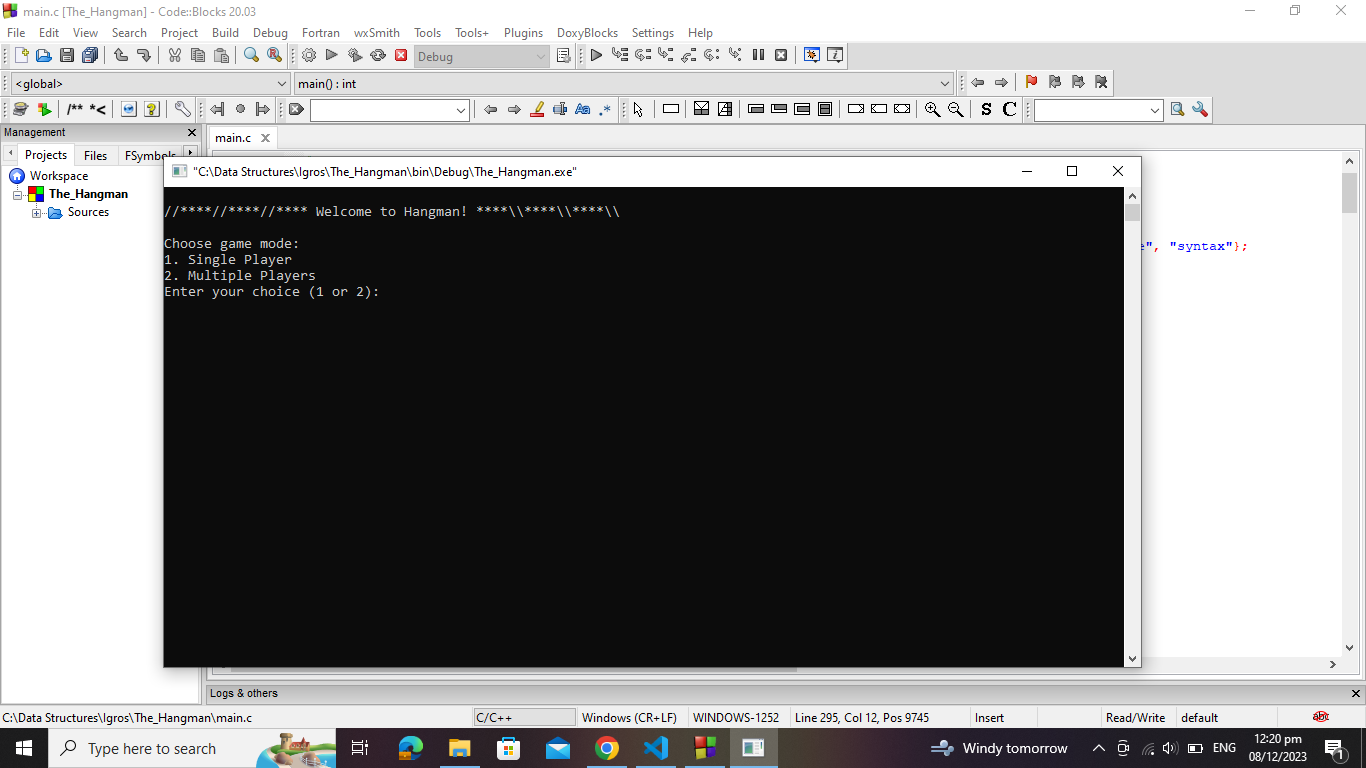 main.c [The_Hangman] - Code::Blocks 20.03
File Edit View Search Project Build Debug Fortran wxSmith Tools Tools+ Plugins DoxyBlocks Settings Help
Debug
<global> main() : int
/** *< Aa .* S C
Management
main.c
Projects Files FSymbols
"C:\Data Structures\Igros\The_Hangman\bin\Debug\The_Hangman.exe"
Workspace
The_Hangman
Sources
//****//****//**** Welcome to Hangman! ****\\****\\****\\
Choose game mode:
1. Single Player
2. Multiple Players
Enter your choice (1 or 2):
", "syntax"};
Logs & others
C:\Data Structures\Igros\The_Hangman\main.c C/C++ Windows (CR+LF) WINDOWS-1252 Line 295, Col 12, Pos 9745 Insert Read/Write default abc
Type here to search Windy tomorrow ENG 12:20 pm
08/12/2023 1